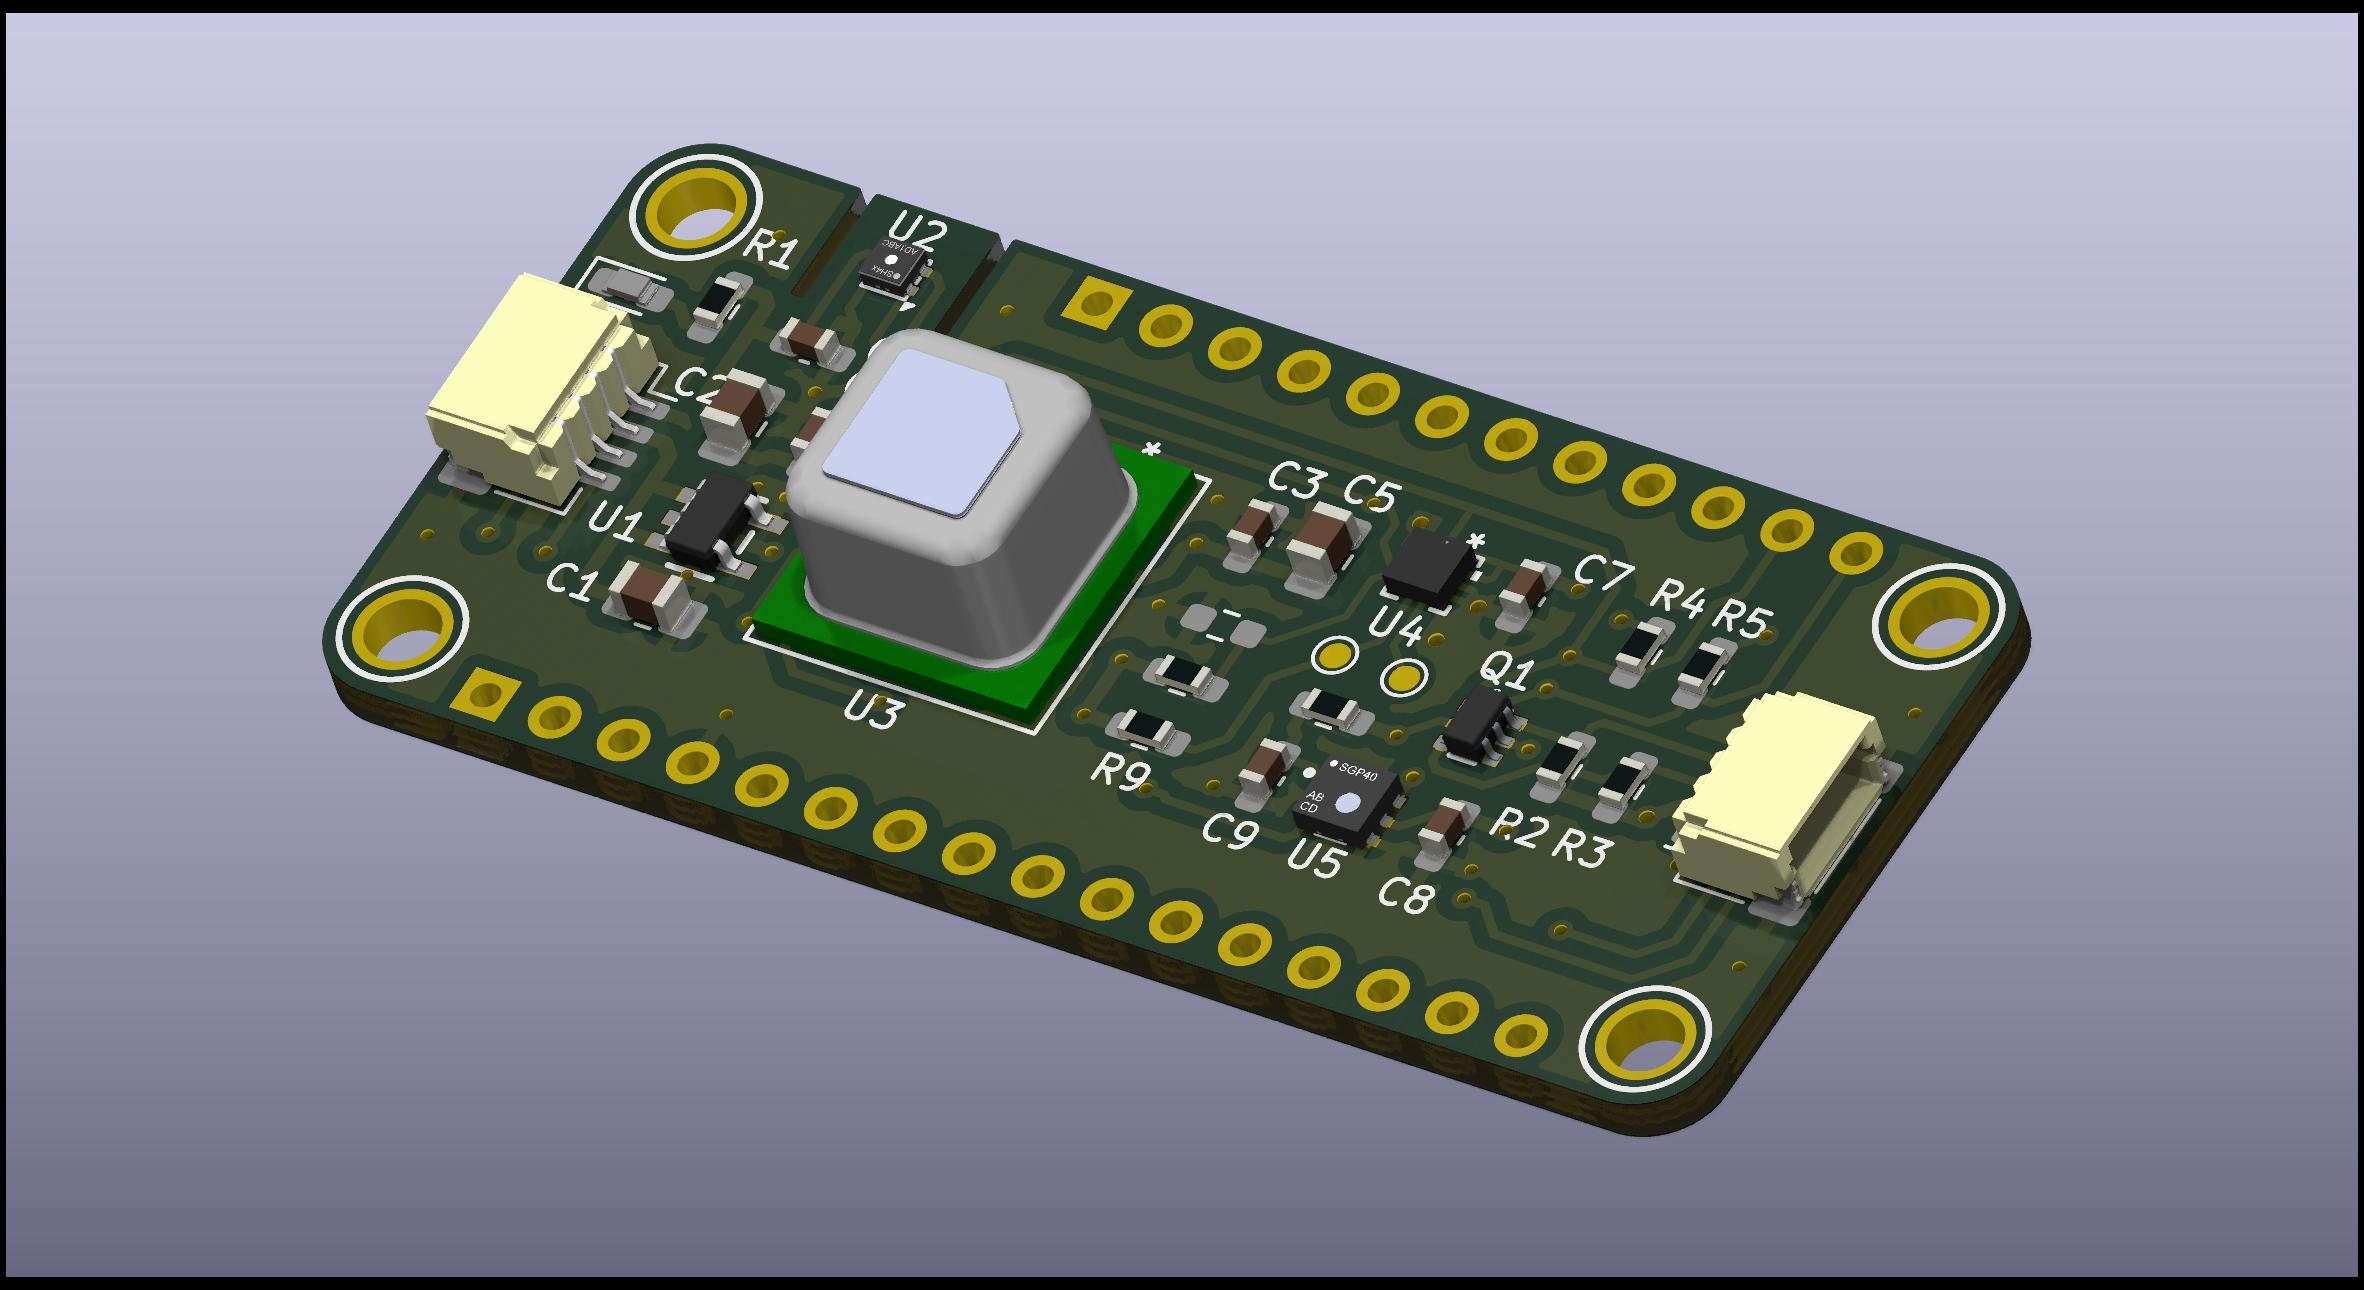 U2
AD1ABC
SH4x
R1
C2
*
U1
C3 C5
*
C1
C7
R4 R5
U4
Q1
U3
R9
SGP40
AB
CD
C9
U5
R2 R3
C8